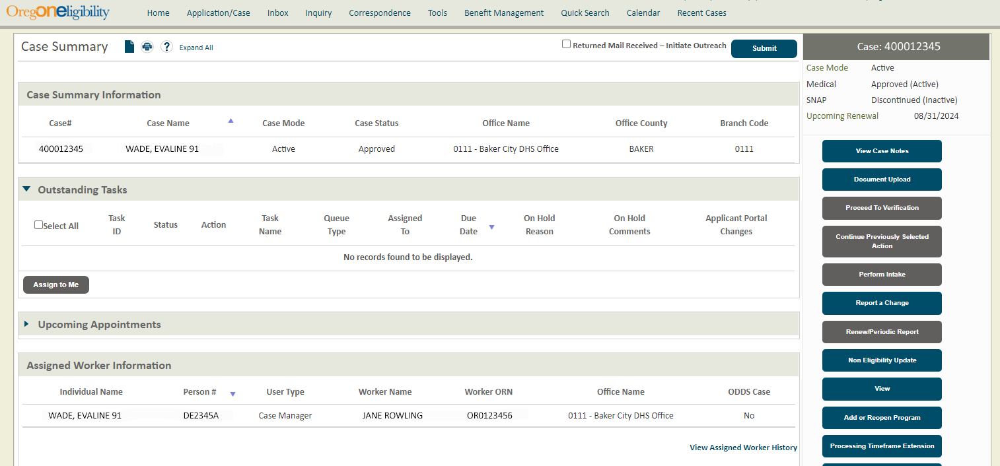 OregONEligibility
Home Application/Case Inbox Inquiry Correspondence Tools Benefit Management Quick Search Calendar Recent Cases
Case Summary ? Expand All
Returned Mail Received – Initiate Outreach Submit
Case Summary Information
Case# Case Name Case Mode Case Status Office Name Office County Branch Code
400012345 WADE, EVALINE 91 Active Approved 0111 - Baker City DHS Office BAKER 0111
Outstanding Tasks
Select All Task ID Status Action Task Name Queue Type Assigned To Due Date On Hold Reason On Hold Comments Applicant Portal Changes
No records found to be displayed.
Assign to Me
Upcoming Appointments
Assigned Worker Information
Individual Name Person # User Type Worker Name Worker ORN Office Name ODDS Case
WADE, EVALINE 91 DE2345A Case Manager JANE ROWLING OR0123456 0111 - Baker City DHS Office No
View Assigned Worker History
Case: 400012345
Case Mode Active
Medical Approved (Active)
SNAP Discontinued (Inactive)
Upcoming Renewal 08/31/2024
View Case Notes
Document Upload
Proceed To Verification
Continue Previously Selected
Action
Perform Intake
Report a Change
Renew/Periodic Report
Non Eligibility Update
View
Add or Reopen Program
Processing Timeframe Extension